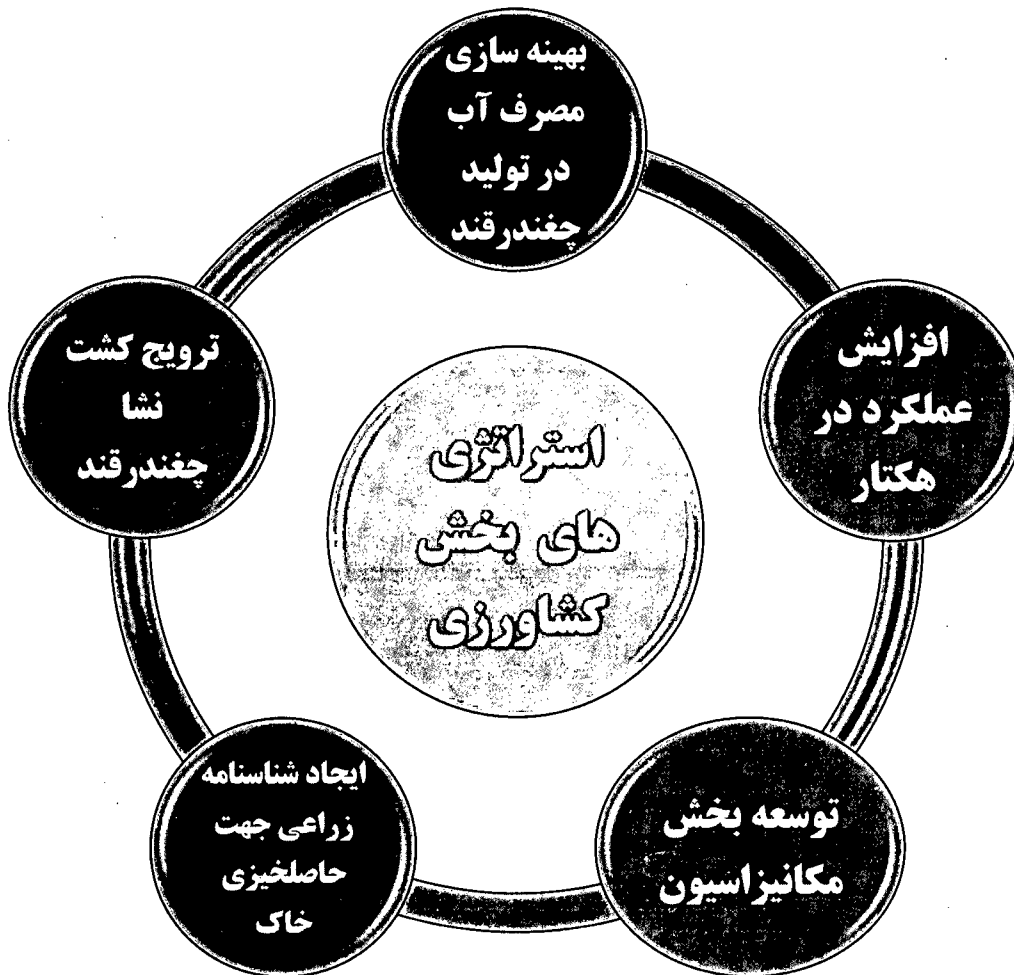 بهینه سازی
مصرف آب
در تولید
چغندرقند
افزایش
عملکرد در
هکتار
توسعه بخش
مکانیزاسیون
ایجاد شناسنامه
زراعی جهت
حاصلخیزی
خاک
ترویج کشت
نشا
چغندرقند
استراتژی
های بخش
کشاورزی